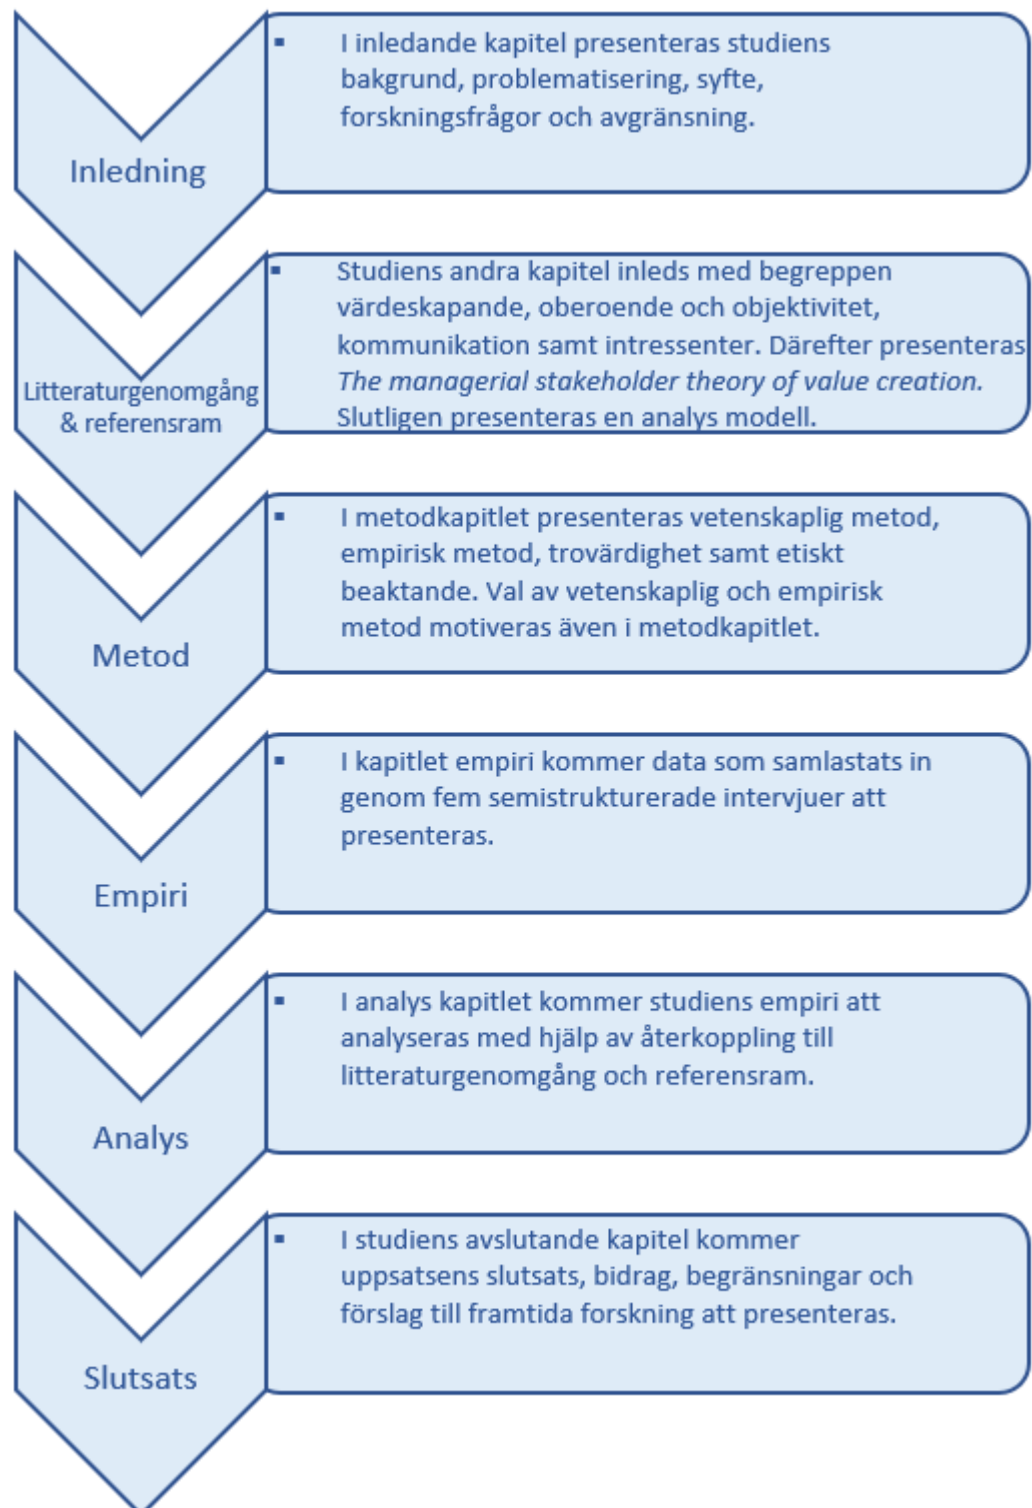 ▪ I inledande kapitel presenteras studiens
bakgrund, problematisering, syfte,
forskningsfrågor och avgränsning.
Inledning
▪ Studiens andra kapitel inleds med begreppen
värdeskapande, oberoende och objektivitet,
kommunikation samt intressenter. Därefter presenteras
The managerial stakeholder theory of value creation.
Slutligen presenteras en analys modell.
Litteraturgenomgång
& referensram
▪ I metodkapitlet presenteras vetenskaplig metod,
empirisk metod, trovärdighet samt etiskt
beaktande. Val av vetenskaplig och empirisk
metod motiveras även i metodkapitlet.
Metod
▪ I kapitlet empiri kommer data som samlastats in
genom fem semistrukturerade intervjuer att
presenteras.
Empiri
▪ I analys kapitlet kommer studiens empiri att
analyseras med hjälp av återkoppling till
litteraturgenomgång och referensram.
Analys
▪ I studiens avslutande kapitel kommer
uppsatsens slutsats, bidrag, begränsningar och
förslag till framtida forskning att presenteras.
Slutsats